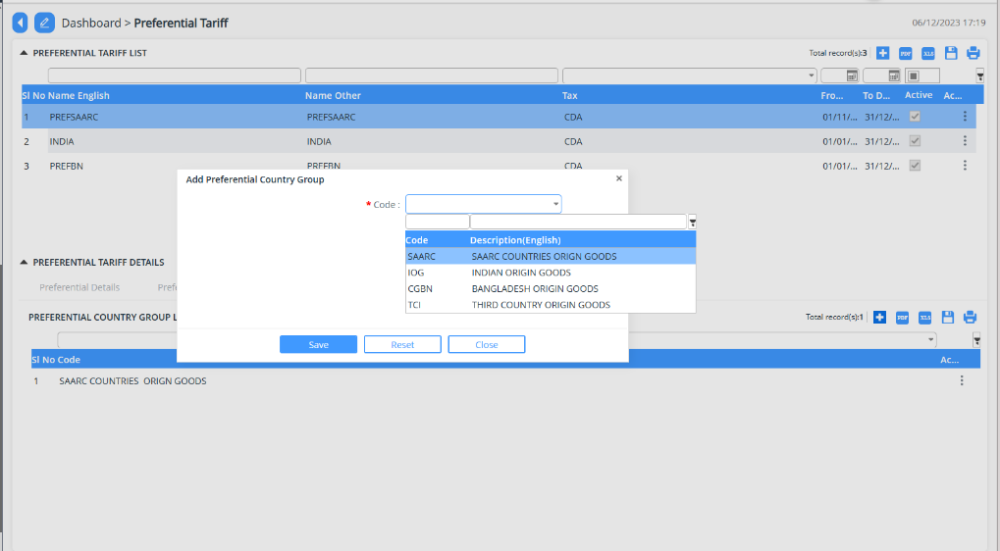 Dashboard > Preferential Tariff
06/12/2023 17:19
PREFERENTIAL TARIFF LIST
Total record(s):3
PDF
XLS
Sl No Name English Name Other Tax Fro... To D... Active Ac...
1 PREFSAARC PREFSAARC CDA 01/11/... 31/12/...
2 INDIA INDIA CDA 01/01/... 31/12/...
3 PREFBN PREFBN CDA 01/01/... 31/12/...
Add Preferential Country Group
×
* Code :
Code Description(English)
SAARC SAARC COUNTRIES ORIGN GOODS
IOG INDIAN ORIGIN GOODS
CGBN BANGLADESH ORIGIN GOODS
TCI THIRD COUNTRY ORIGIN GOODS
Save Reset Close
PREFERENTIAL TARIFF DETAILS
Preferential Details Prefe
PREFERENTIAL COUNTRY GROUP L
Total record(s):1
PDF
XLS
Sl No Code Ac...
1 SAARC COUNTRIES ORIGN GOODS